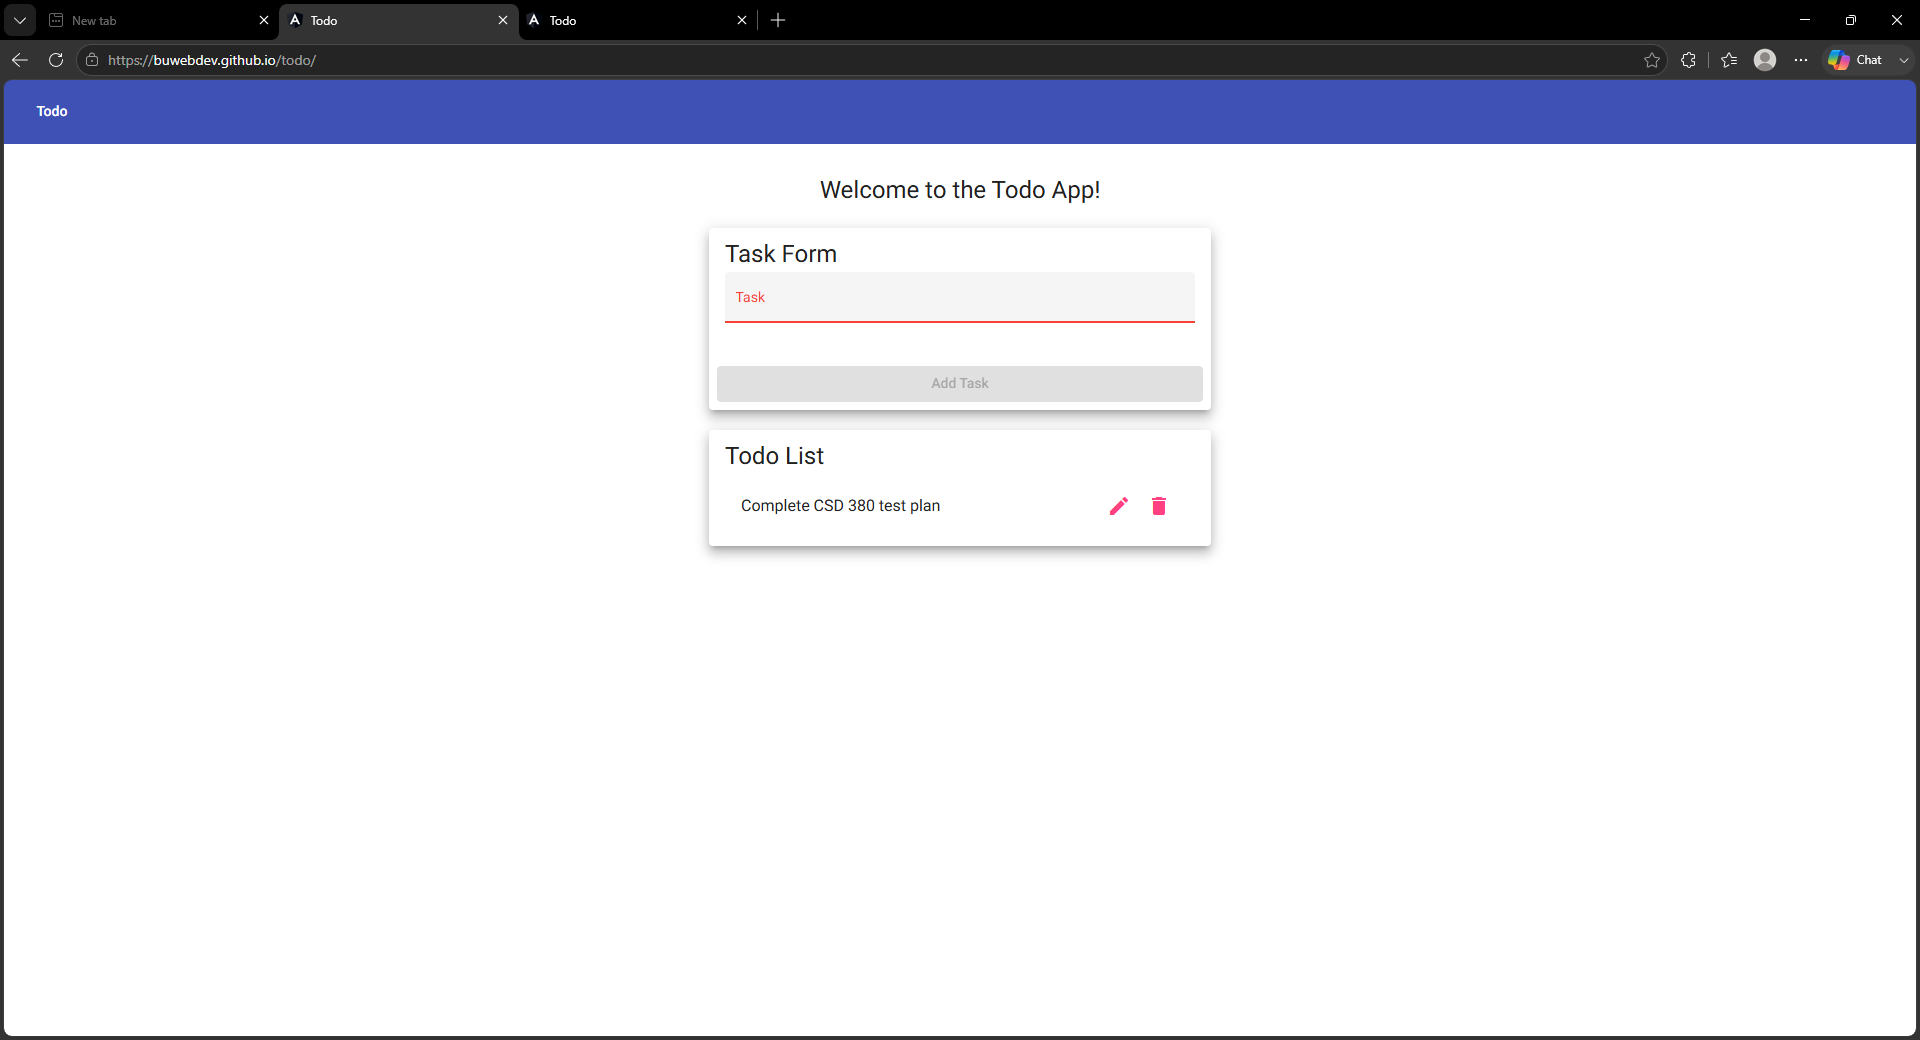 New tab
Todo
Todo
https://buwebdev.github.io/todo/
Chat
Todo
Welcome to the Todo App!
Task Form
Task
Add Task
Todo List
Complete CSD 380 test plan